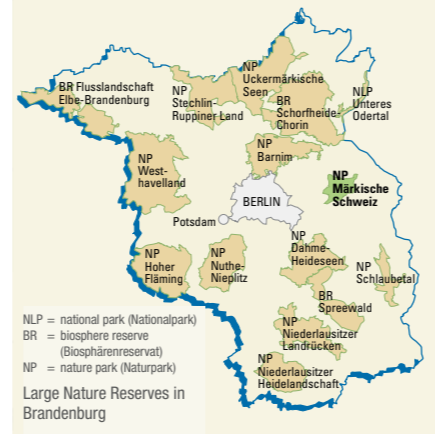 BR Flusslandschaft
Elbe-Brandenburg
NP
Stechlin-
Ruppiner Land
NP
Uckermärkische
Seen
BR
Schorfheide-
Chorin
NLP
Unteres
Odertal
NP
West-
havelland
NP
Barnim
NP
Märkische
Schweiz
BERLIN
Potsdam
NP
Hoher
Fläming
NP
Nuthe-
Nieplitz
NP
Dahme-
Heideseen
NP
Schlaubetal
BR
Spreewald
NP
Niederlausitzer
Landrücken
NP
Niederlausitzer
Heidelandschaft
NLP = national park (Nationalpark)
BR = biosphere reserve
(Biosphärenreservat)
NP = nature park (Naturpark)
Large Nature Reserves in
Brandenburg